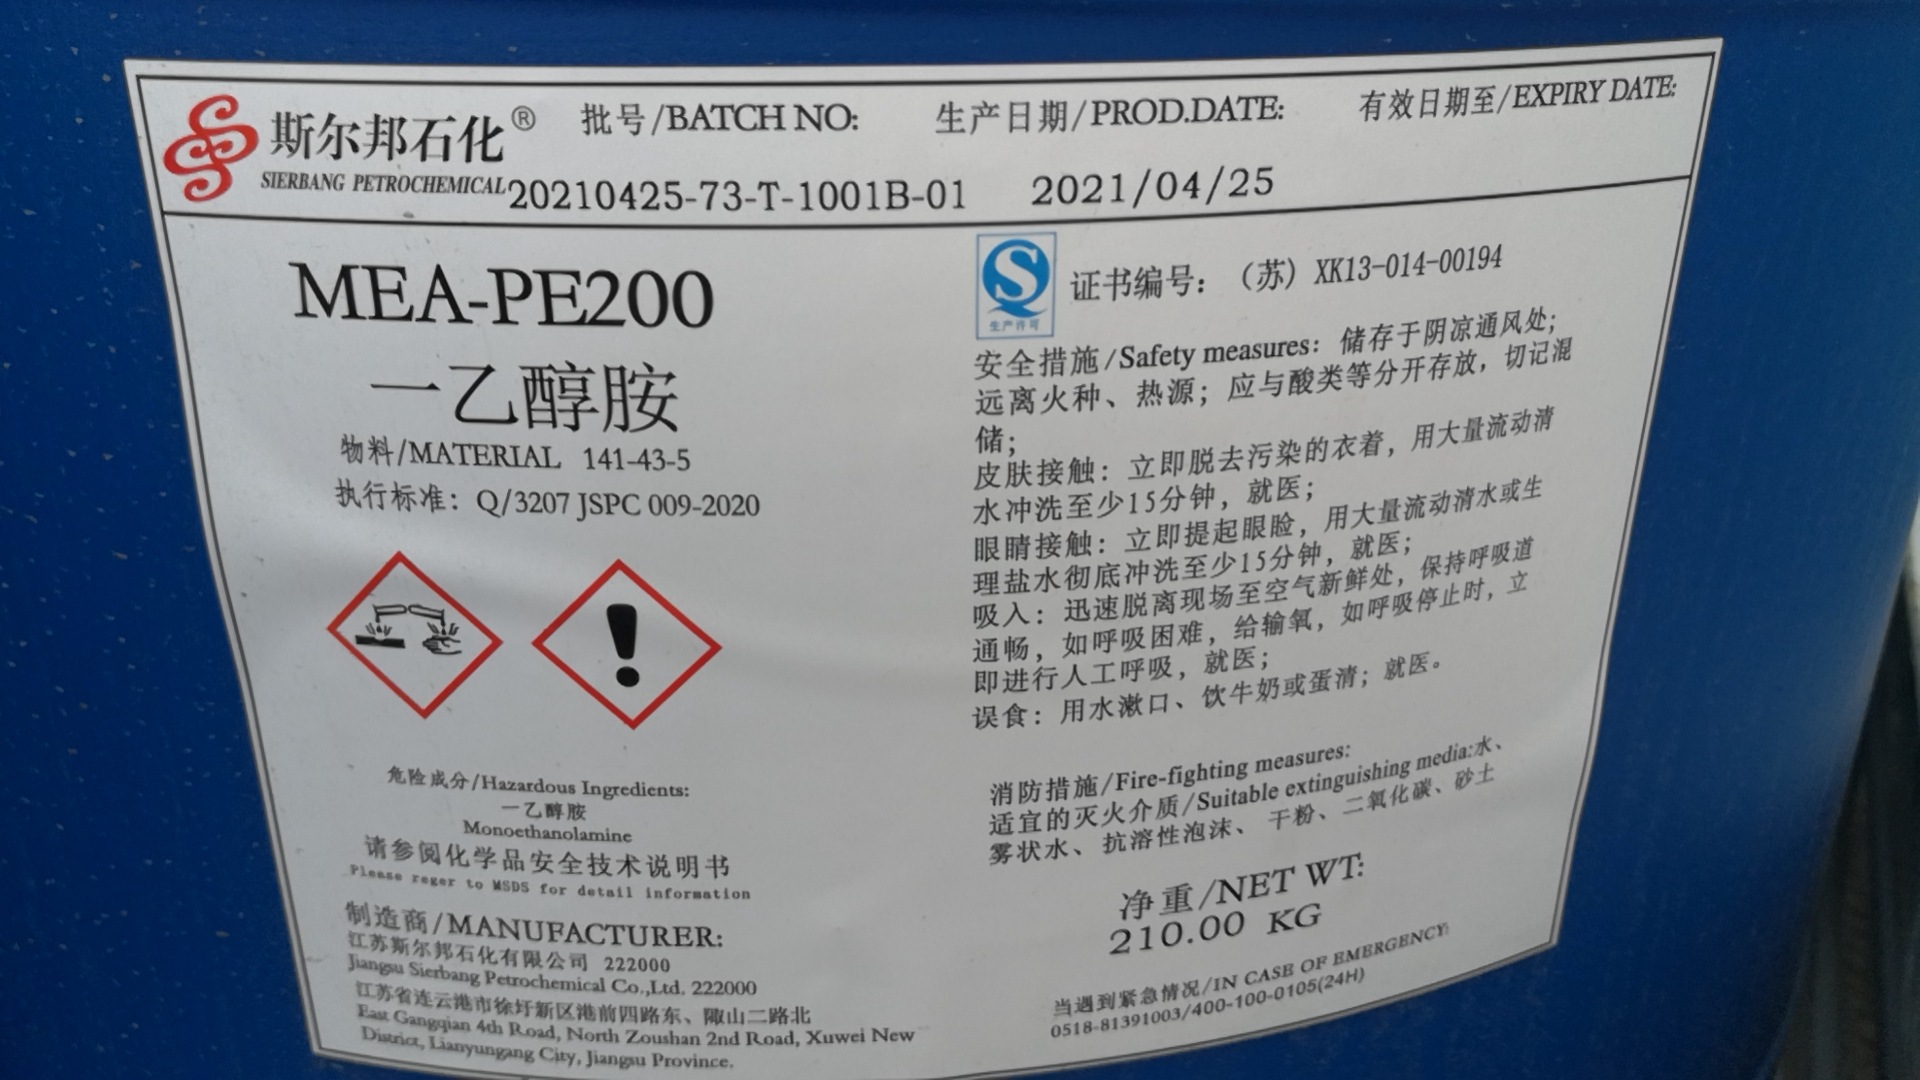 斯尔邦石化®
SIERBANG PETROCHEMICAL
批号/BATCH NO:
20210425-73-T-1001B-01
生产日期/PROD.DATE:
2021/04/25
有效日期至/EXPIRY DATE:
MEA-PE200
一乙醇胺
物料/MATERIAL 141-43-5
执行标准: Q/3207 JSPC 009-2020
危险成分/Hazardous Ingredients:
一乙醇胺
Monoethanolamine
请参阅化学品安全技术说明书
Please reger to MSDS for detail information
制造商/MANUFACTURER:
江苏斯尔邦石化有限公司 222000
Jiangsu Sierbang Petrochemical Co.,Ltd. 222000
江苏省连云港市徐圩新区港前四路东、陬山二路北
East Gangqian 4th Road, North Zoushan 2nd Road, Xuwei New
District, Lianyungang City, Jiangsu Province.
生产许可
证书编号：（苏）XK13-014-00194
安全措施/Safety measures: 储存于阴凉通风处；
远离火种、热源；应与酸类等分开存放，切记混
储；
皮肤接触：立即脱去污染的衣着，用大量流动清
水冲洗至少15分钟，就医；
眼睛接触：立即提起眼睑，用大量流动清水或生
理盐水彻底冲洗至少15分钟，就医；
吸入：迅速脱离现场至空气新鲜处，保持呼吸道
通畅，如呼吸困难，给输氧，如呼吸停止时，立
即进行人工呼吸，就医；
误食：用水漱口、饮牛奶或蛋清；就医。
消防措施/Fire-fighting measures:
适宜的灭火介质/Suitable extinguishing media:水、
雾状水、抗溶性泡沫、干粉、二氧化碳、砂土
净重/NET WT:
210.00 KG
当遇到紧急情况/IN CASE OF EMERGENCY:
0518-81391003/400-100-0105(24H)